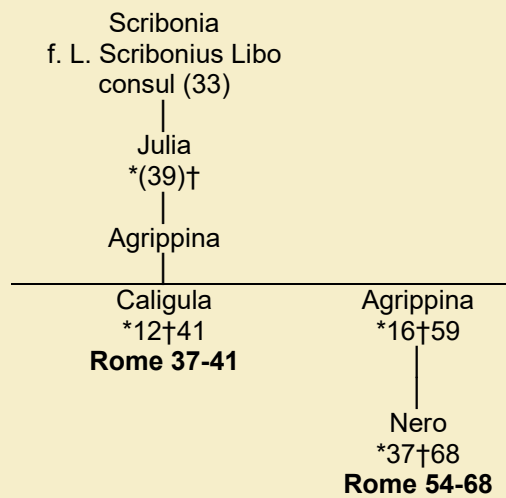 Scribonia
f. L. Scribonius Libo
consul (33)
Julia
*(39)†
Agrippina
Caligula
*12†41
Rome 37-41
Agrippina
*16†59
Nero
*37†68
Rome 54-68